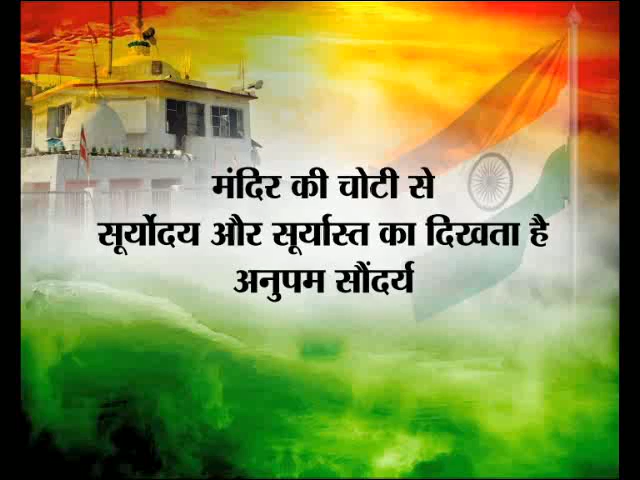 मंदिर की चोटी से
सूर्योदय और सूर्यास्त का दिखता है
अनुपम सौंदर्य